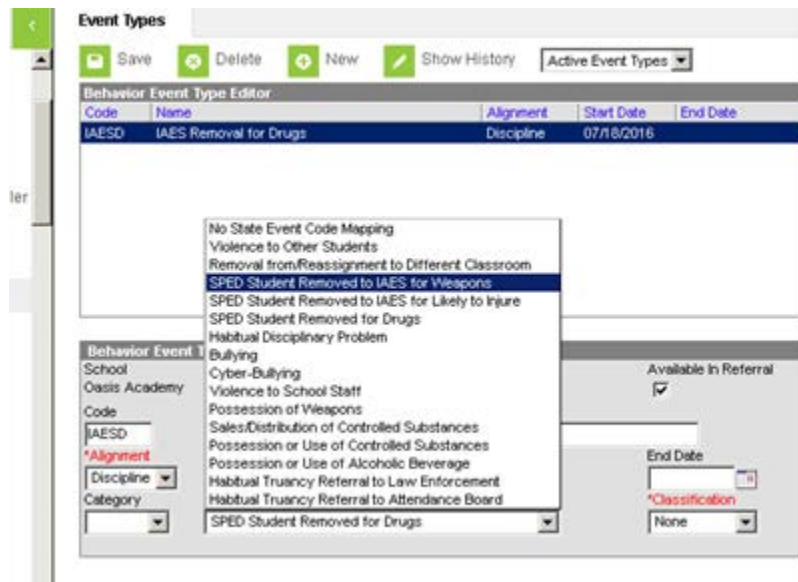 Event Types
Save Delete New Show History Active Event Types
Behavior Event Type Editor
Code Name Alignment Start Date End Date
IAESD IAES Removal for Drugs Discipline 07/18/2016
ler
No State Event Code Mapping
Violence to Other Students
Removal from/Reassignment to Different Classroom
SPED Student Removed to IAES for Weapons
SPED Student Removed to IAES for Likely to Injure
SPED Student Removed for Drugs
Habitual Disciplinary Problem
Bullying
Cyber-Bullying
Violence to School Staff
Possession of Weapons
Sales/Distribution of Controlled Substances
Possession or Use of Controlled Substances
Possession or Use of Alcoholic Beverage
Habitual Truancy Referral to Law Enforcement
Habitual Truancy Referral to Attendance Board
Behavior Event T
School Available In Referral
Oasis Academy
Code
IAESD
*Alignment End Date
Discipline
Category *Classification
SPED Student Removed for Drugs None